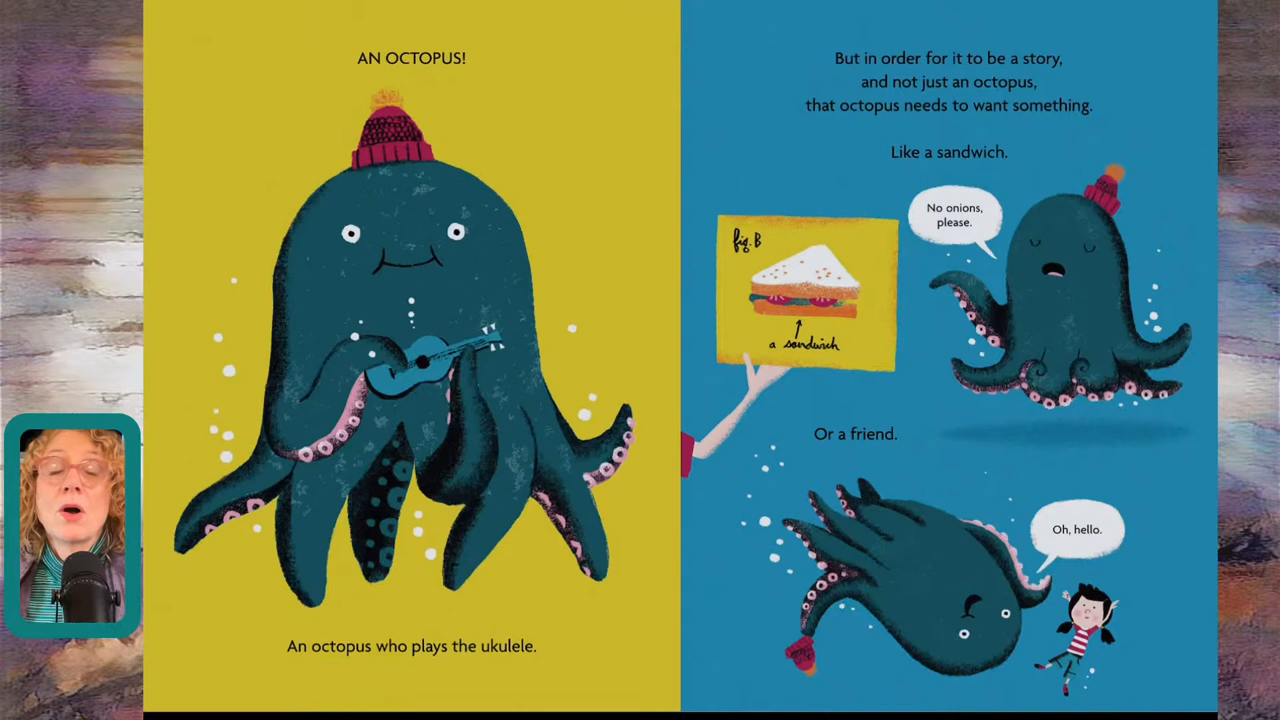 AN OCTOPUS!
An octopus who plays the ukulele.
But in order for it to be a story,
and not just an octopus,
that octopus needs to want something.
Like a sandwich.
No onions,
please.
fig. B
a sandwich
Or a friend.
Oh, hello.